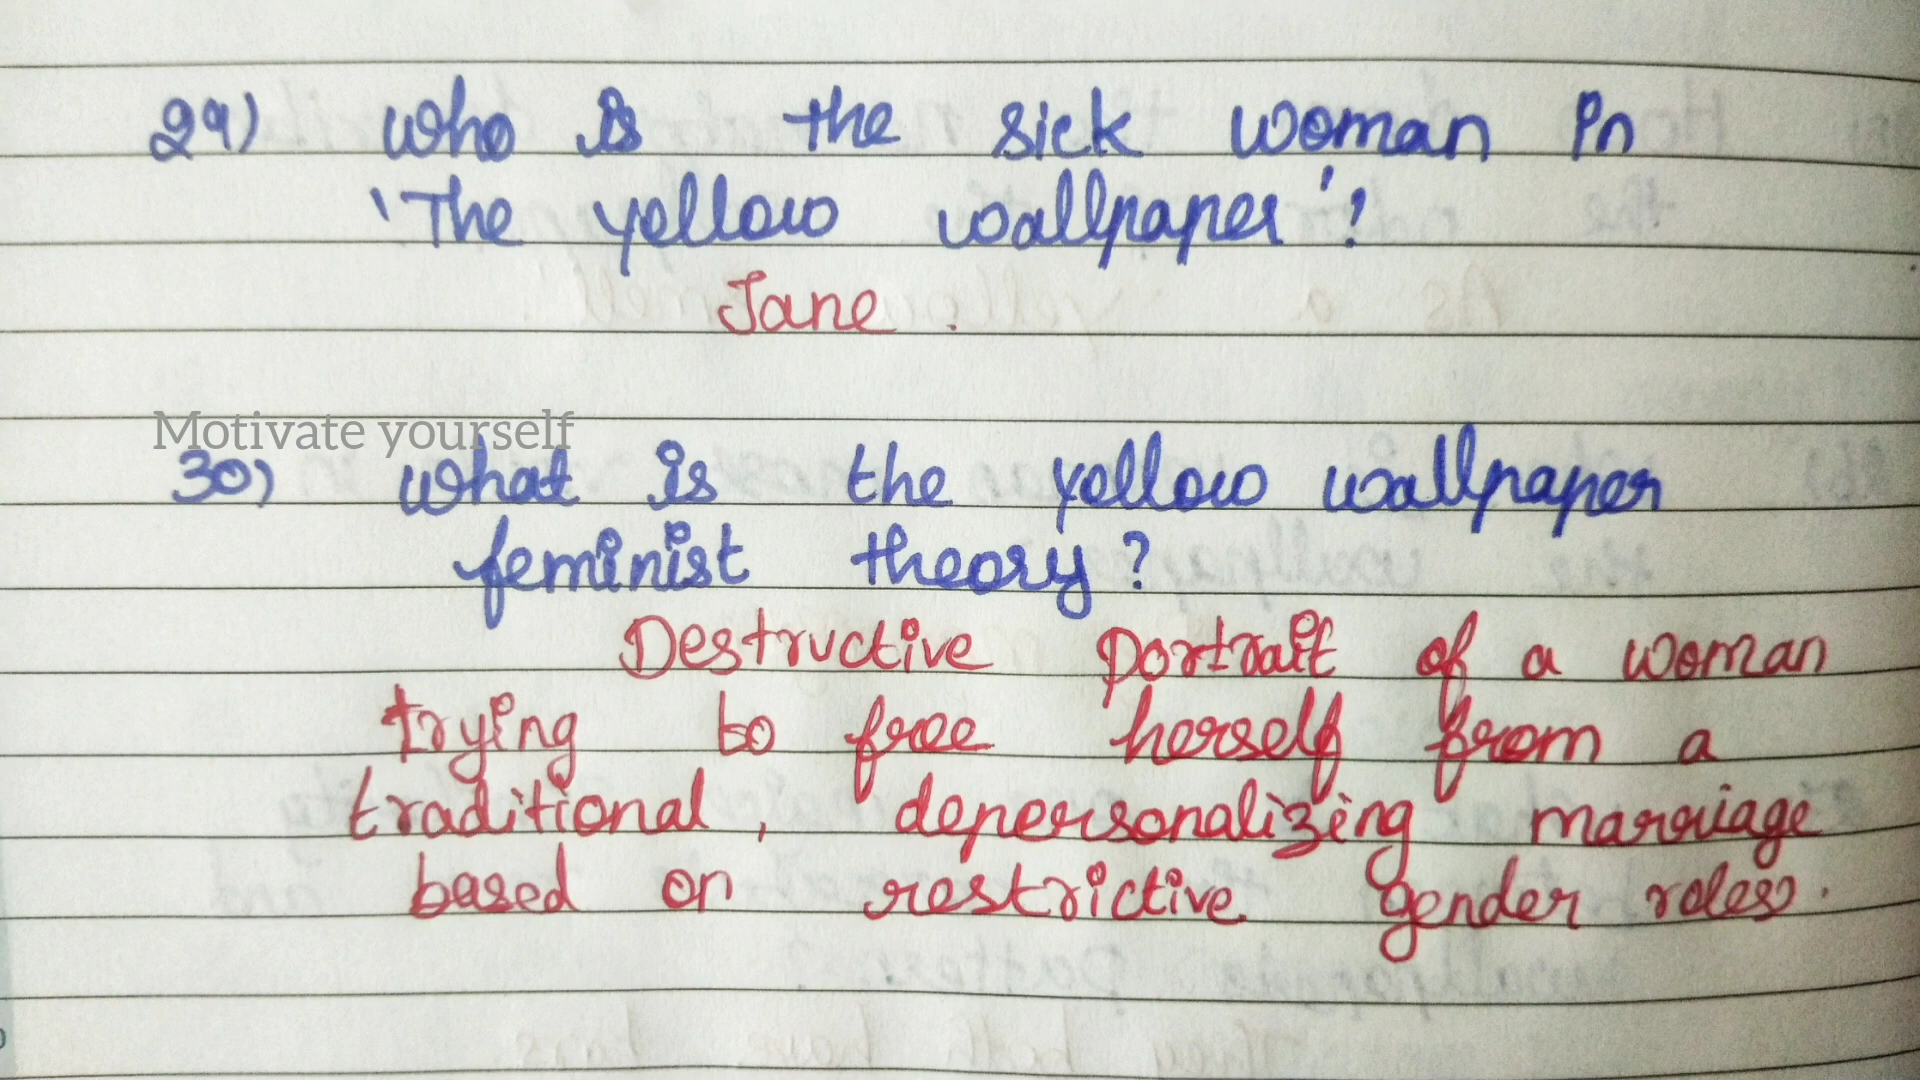 29) Who is the sick woman in
'The yellow wallpaper'?
Jane.
Motivate yourself
30) What is the yellow wallpaper
feminist theory?
Destructive portrait of a woman
trying to free herself from a
traditional, depersonalizing marriage
based on restrictive gender roles.